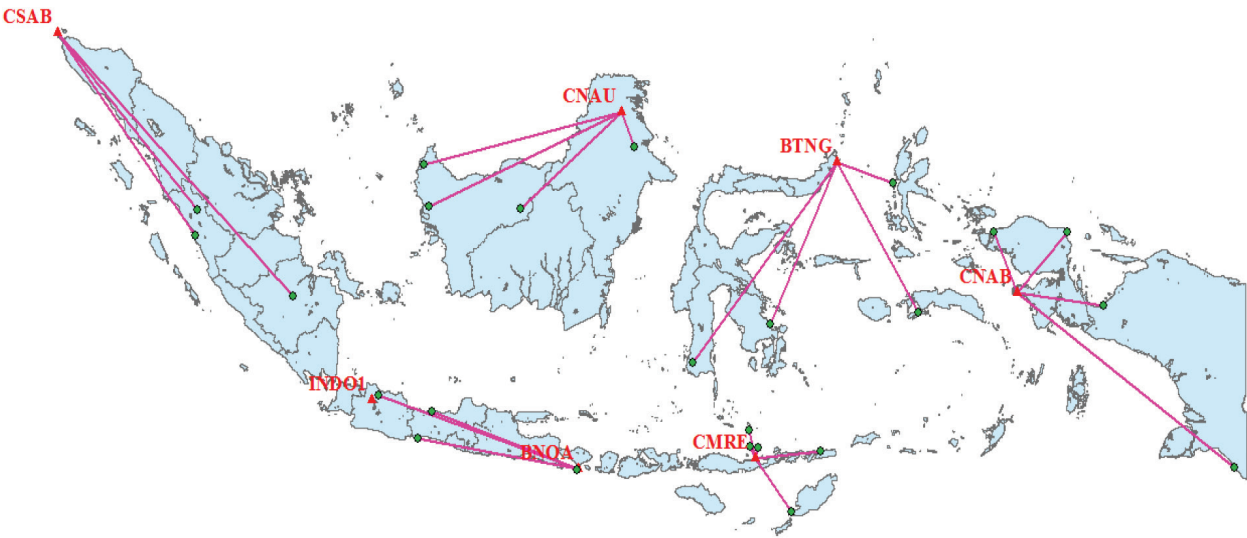 CSAB
CNAU
BTNG
CNAB
INDO1
BNOA
CMRE